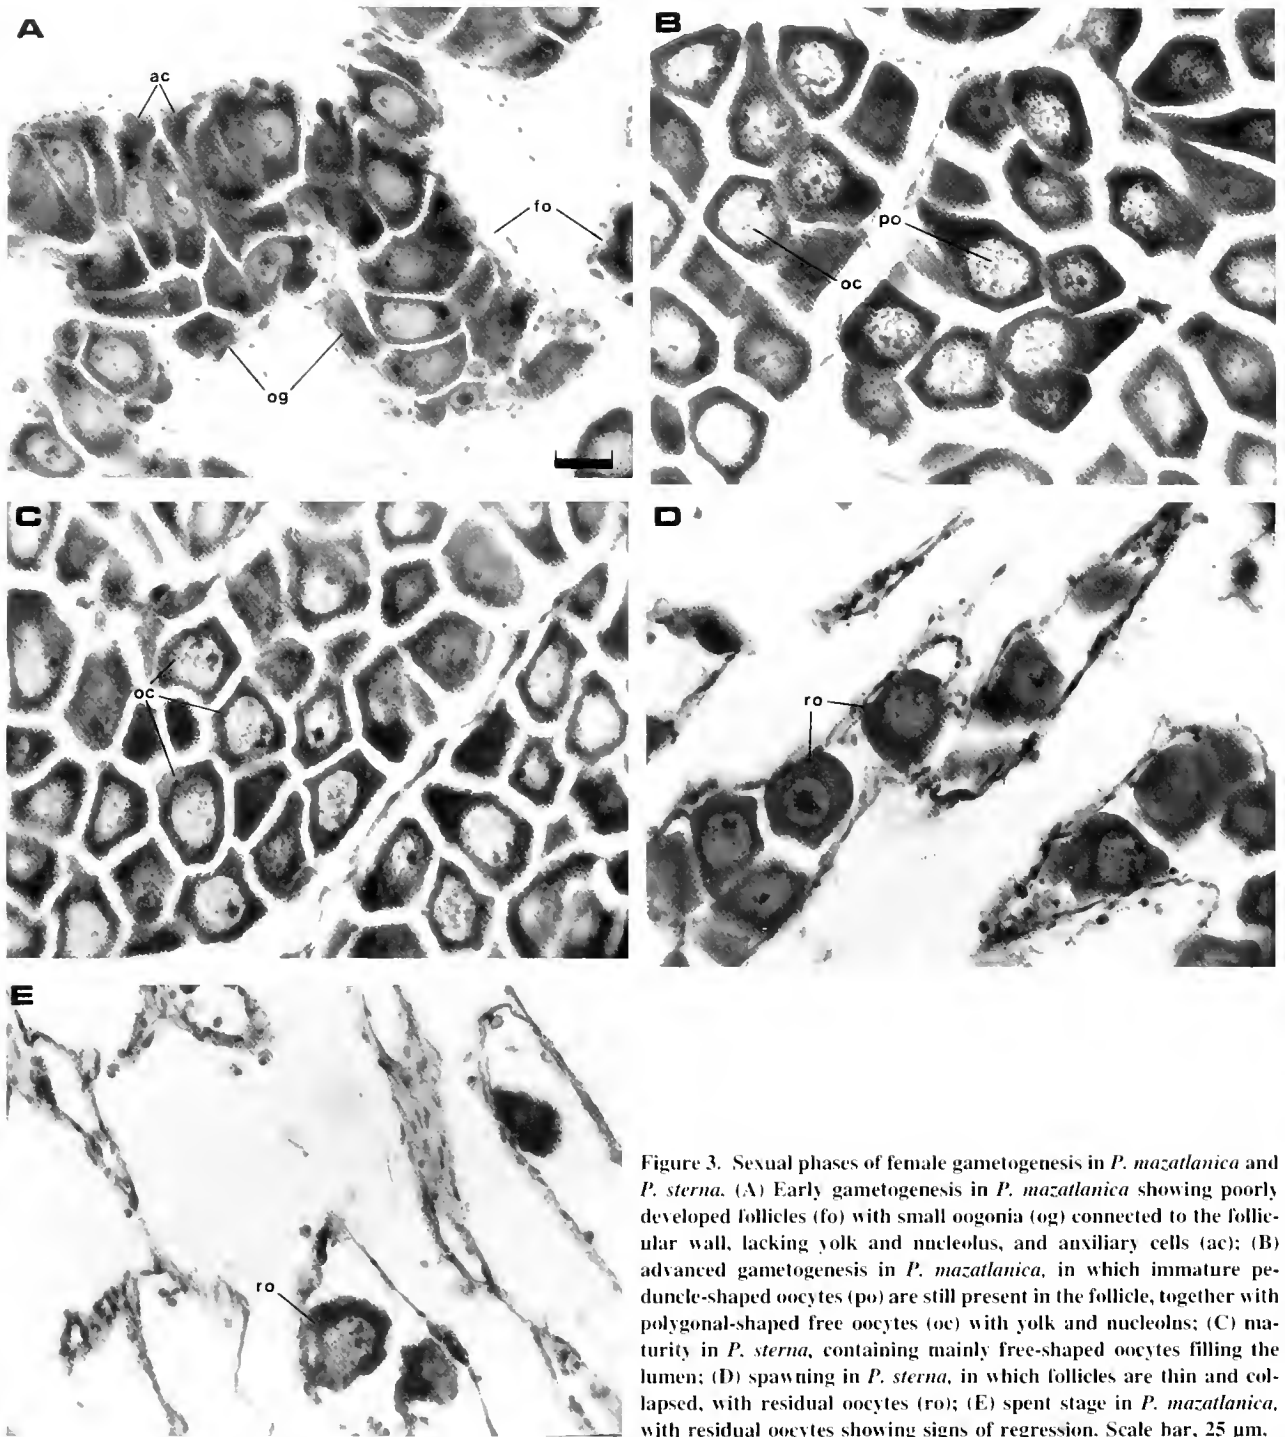 A
ac
fo
og
B
po
oc
C
oc
D
ro
E
ro
Figure 3. Sexual phases of female gametogenesis in P. mazatlanica and
P. sterna. (A) Early gametogenesis in P. mazatlanica showing poorly
developed follicles (fo) with small oogonia (og) connected to the follic-
ular wall, lacking yolk and nucleolus, and auxiliary cells (ac); (B)
advanced gametogenesis in P. mazatlanica, in which immature pe-
duncle-shaped oocytes (po) are still present in the follicle, together with
polygonal-shaped free oocytes (oc) with yolk and nucleolus; (C) ma-
turity in P. sterna, containing mainly free-shaped oocytes filling the
lumen; (D) spawning in P. sterna, in which follicles are thin and col-
lapsed, with residual oocytes (ro); (E) spent stage in P. mazatlanica,
with residual oocytes showing signs of regression. Scale bar, 25 µm.